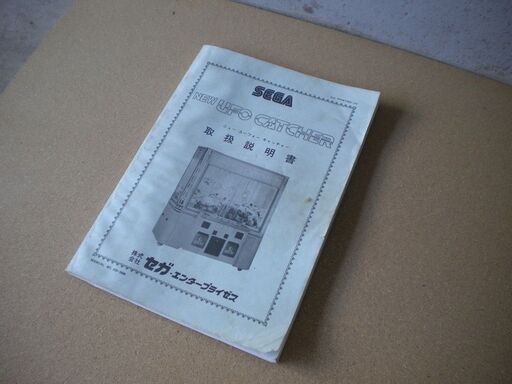 SEGA
NEW UFO CATCHER
ニュー ユーフォー キャッチャー
取扱説明書
株式会社 セガ・エンタープライゼス